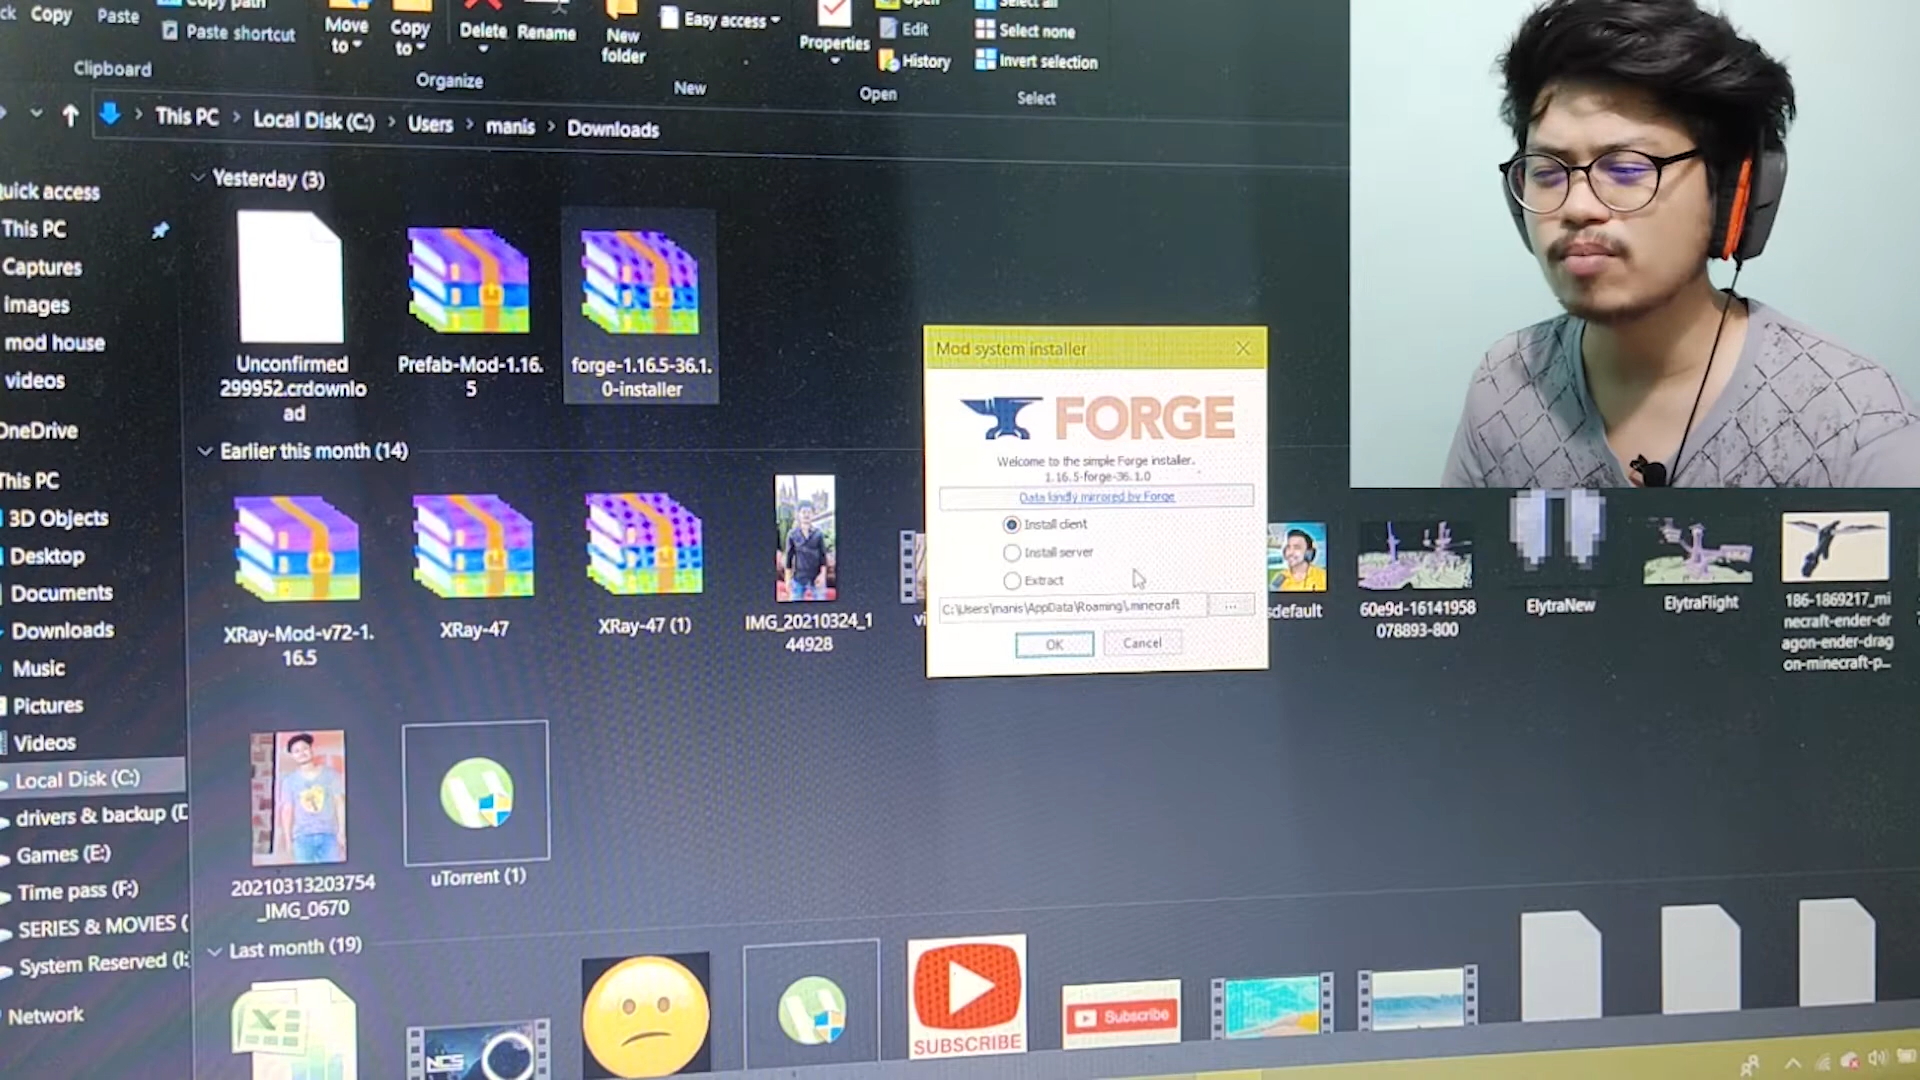 Copy
Paste
Copy path
Paste shortcut
Clipboard
Move
to
Copy
to
Delete
Rename
Organize
New
folder
Easy access
New
Properties
Open
Edit
History
Open
Select all
Select none
Invert selection
Select
This PC > Local Disk (C:) > Users > manis > Downloads
Quick access
This PC
Captures
images
mod house
videos
OneDrive
This PC
3D Objects
Desktop
Documents
Downloads
Music
Pictures
Videos
Local Disk (C:)
drivers & backup (D
Games (E:)
Time pass (F:)
SERIES & MOVIES (
System Reserved (I:
Network
Yesterday (3)
Unconfirmed
299952.crdownlo
ad
Prefab-Mod-1.16.
5
forge-1.16.5-36.1.
0-installer
Earlier this month (14)
XRay-Mod-v72-1.
16.5
XRay-47
XRay-47 (1)
IMG_20210324_1
44928
vi
sdefault
60e9d-16141958
078893-800
ElytraNew
ElytraFlight
186-1869217_mi
necraft-ender-dr
agon-ender-drag
on-minecraft-p...
20210313203754
_IMG_0670
uTorrent (1)
Last month (19)
NCS
SUBSCRIBE
Subscribe
Mod system installer
FORGE
Welcome to the simple Forge installer.
1.16.5-forge-36.1.0
Data kindly mirrored by Forge
Install client
Install server
Extract
C:\Users\manis\AppData\Roaming\.minecraft
...
OK
Cancel